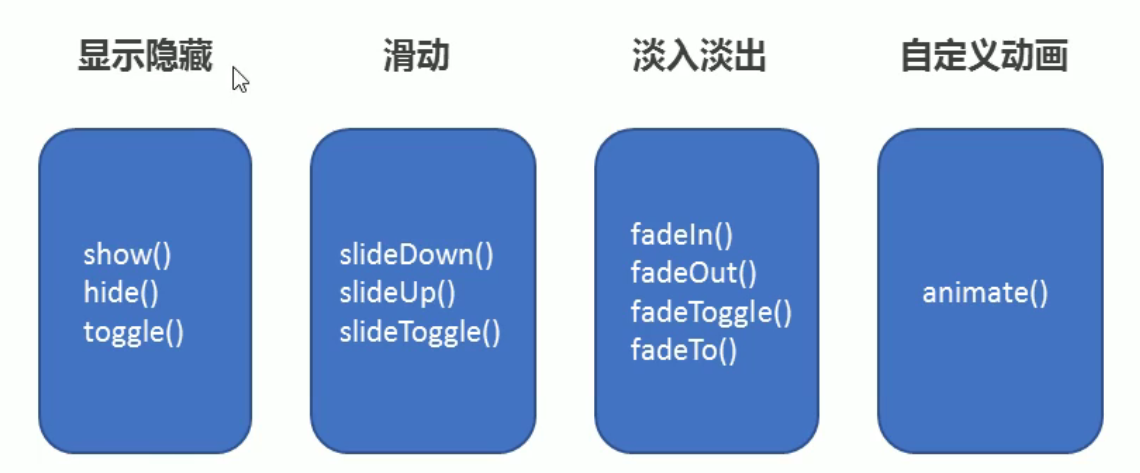 显示隐藏
滑动
淡入淡出
自定义动画
show()
hide()
toggle()
slideDown()
slideUp()
slideToggle()
fadeIn()
fadeOut()
fadeToggle()
fadeTo()
animate()